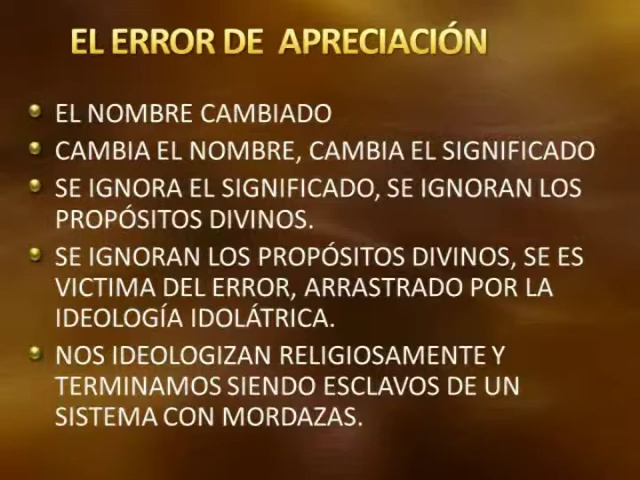 EL ERROR DE APRECIACIÓN
EL NOMBRE CAMBIADO
CAMBIA EL NOMBRE, CAMBIA EL SIGNIFICADO
SE IGNORA EL SIGNIFICADO, SE IGNORAN LOS
PROPÓSITOS DIVINOS.
SE IGNORAN LOS PROPÓSITOS DIVINOS, SE ES
VICTIMA DEL ERROR, ARRASTRADO POR LA
IDEOLOGÍA IDOLÁTRICA.
NOS IDEOLOGIZAN RELIGIOSAMENTE Y
TERMINAMOS SIENDO ESCLAVOS DE UN
SISTEMA CON MORDAZAS.